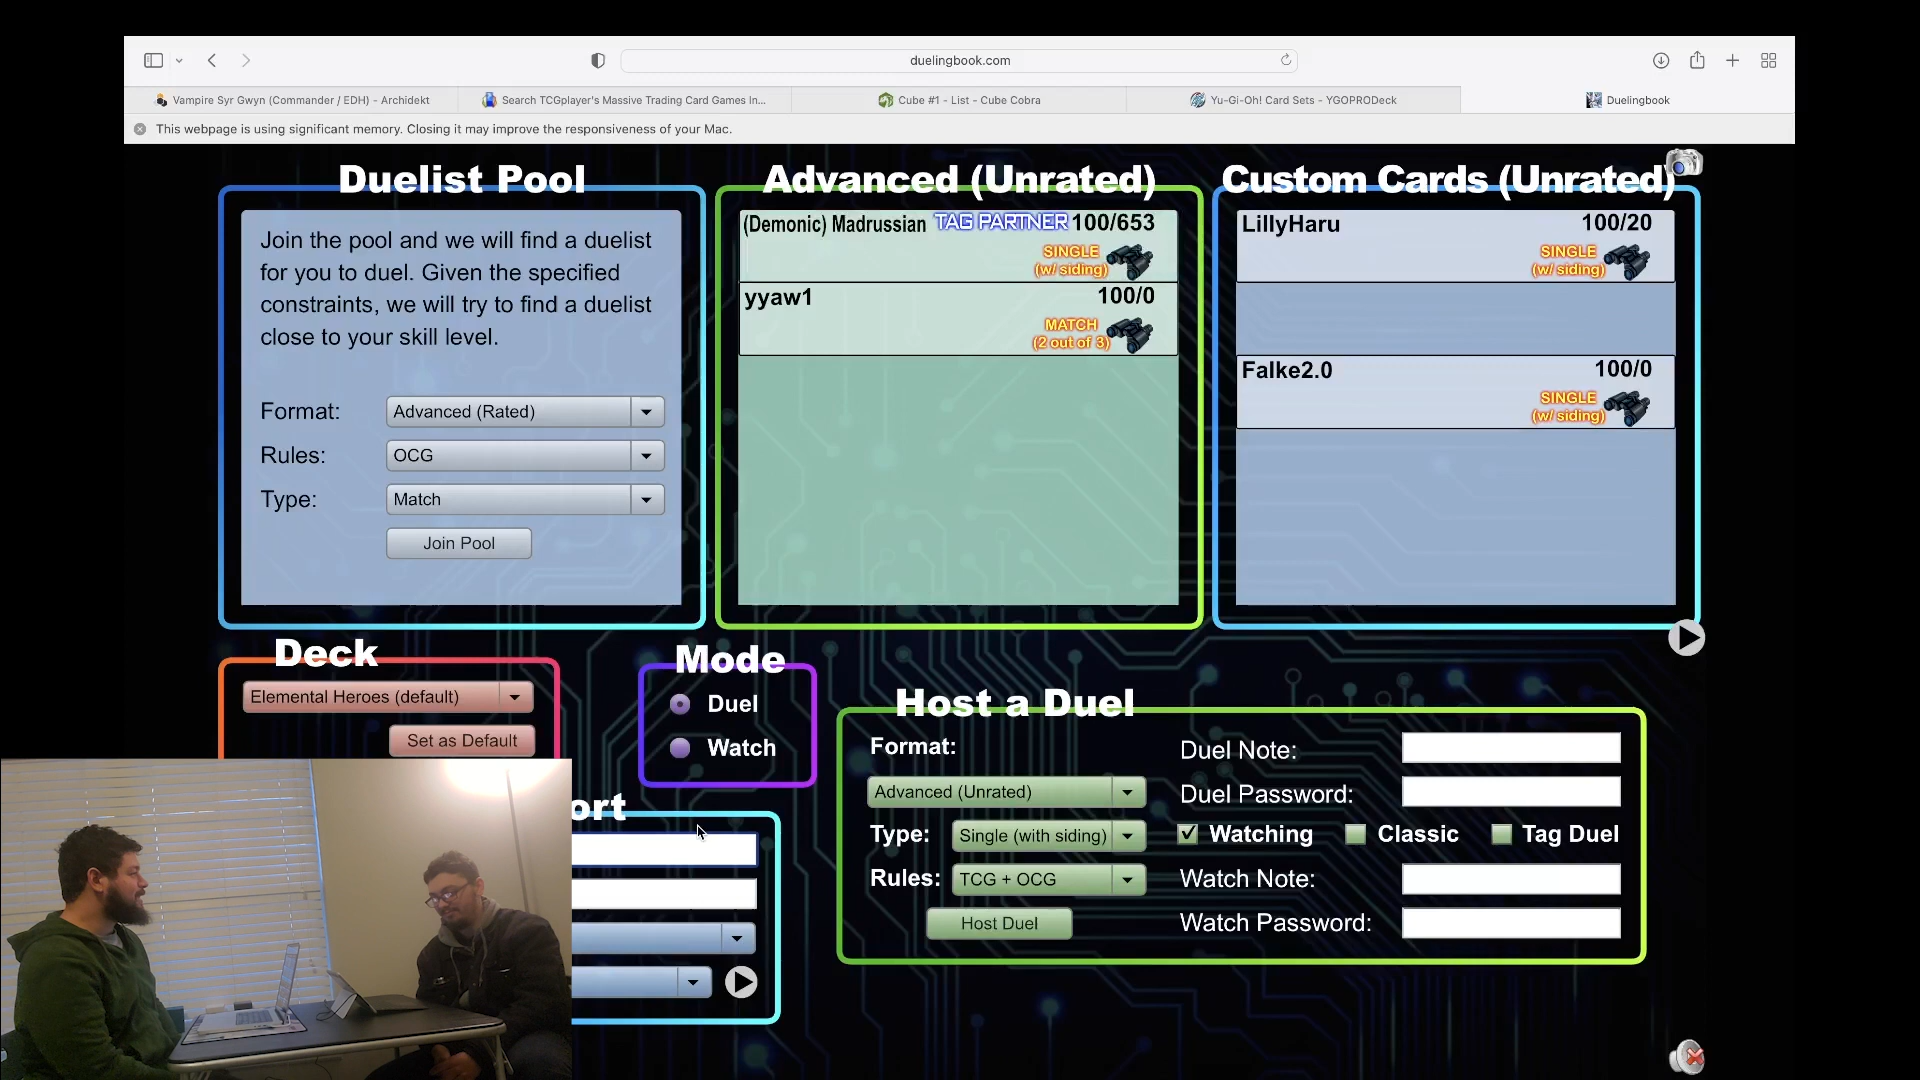 duelingbook.com
Vampire Syr Gwyn (Commander / EDH) - Archidekt
Search TCGplayer's Massive Trading Card Games In...
Cube #1 - List - Cube Cobra
Yu-Gi-Oh! Card Sets - YGOPRODeck
Duelingbook
This webpage is using significant memory. Closing it may improve the responsiveness of your Mac.
Duelist Pool
Join the pool and we will find a duelist
for you to duel. Given the specified
constraints, we will try to find a duelist
close to your skill level.
Format: Advanced (Rated)
Rules: OCG
Type: Match
Join Pool
Advanced (Unrated)
(Demonic) Madrussian TAG PARTNER 100/653
SINGLE
(w/ siding)
yyaw1 100/0
MATCH
(2 out of 3)
Custom Cards (Unrated)
LillyHaru 100/20
SINGLE
(w/ siding)
Falke2.0 100/0
SINGLE
(w/ siding)
Deck
Elemental Heroes (default)
Set as Default
Mode
Duel
Watch
ort
Host a Duel
Format:
Advanced (Unrated)
Type: Single (with siding)
Rules: TCG + OCG
Host Duel
Duel Note:
Duel Password:
Watching Classic Tag Duel
Watch Note:
Watch Password: